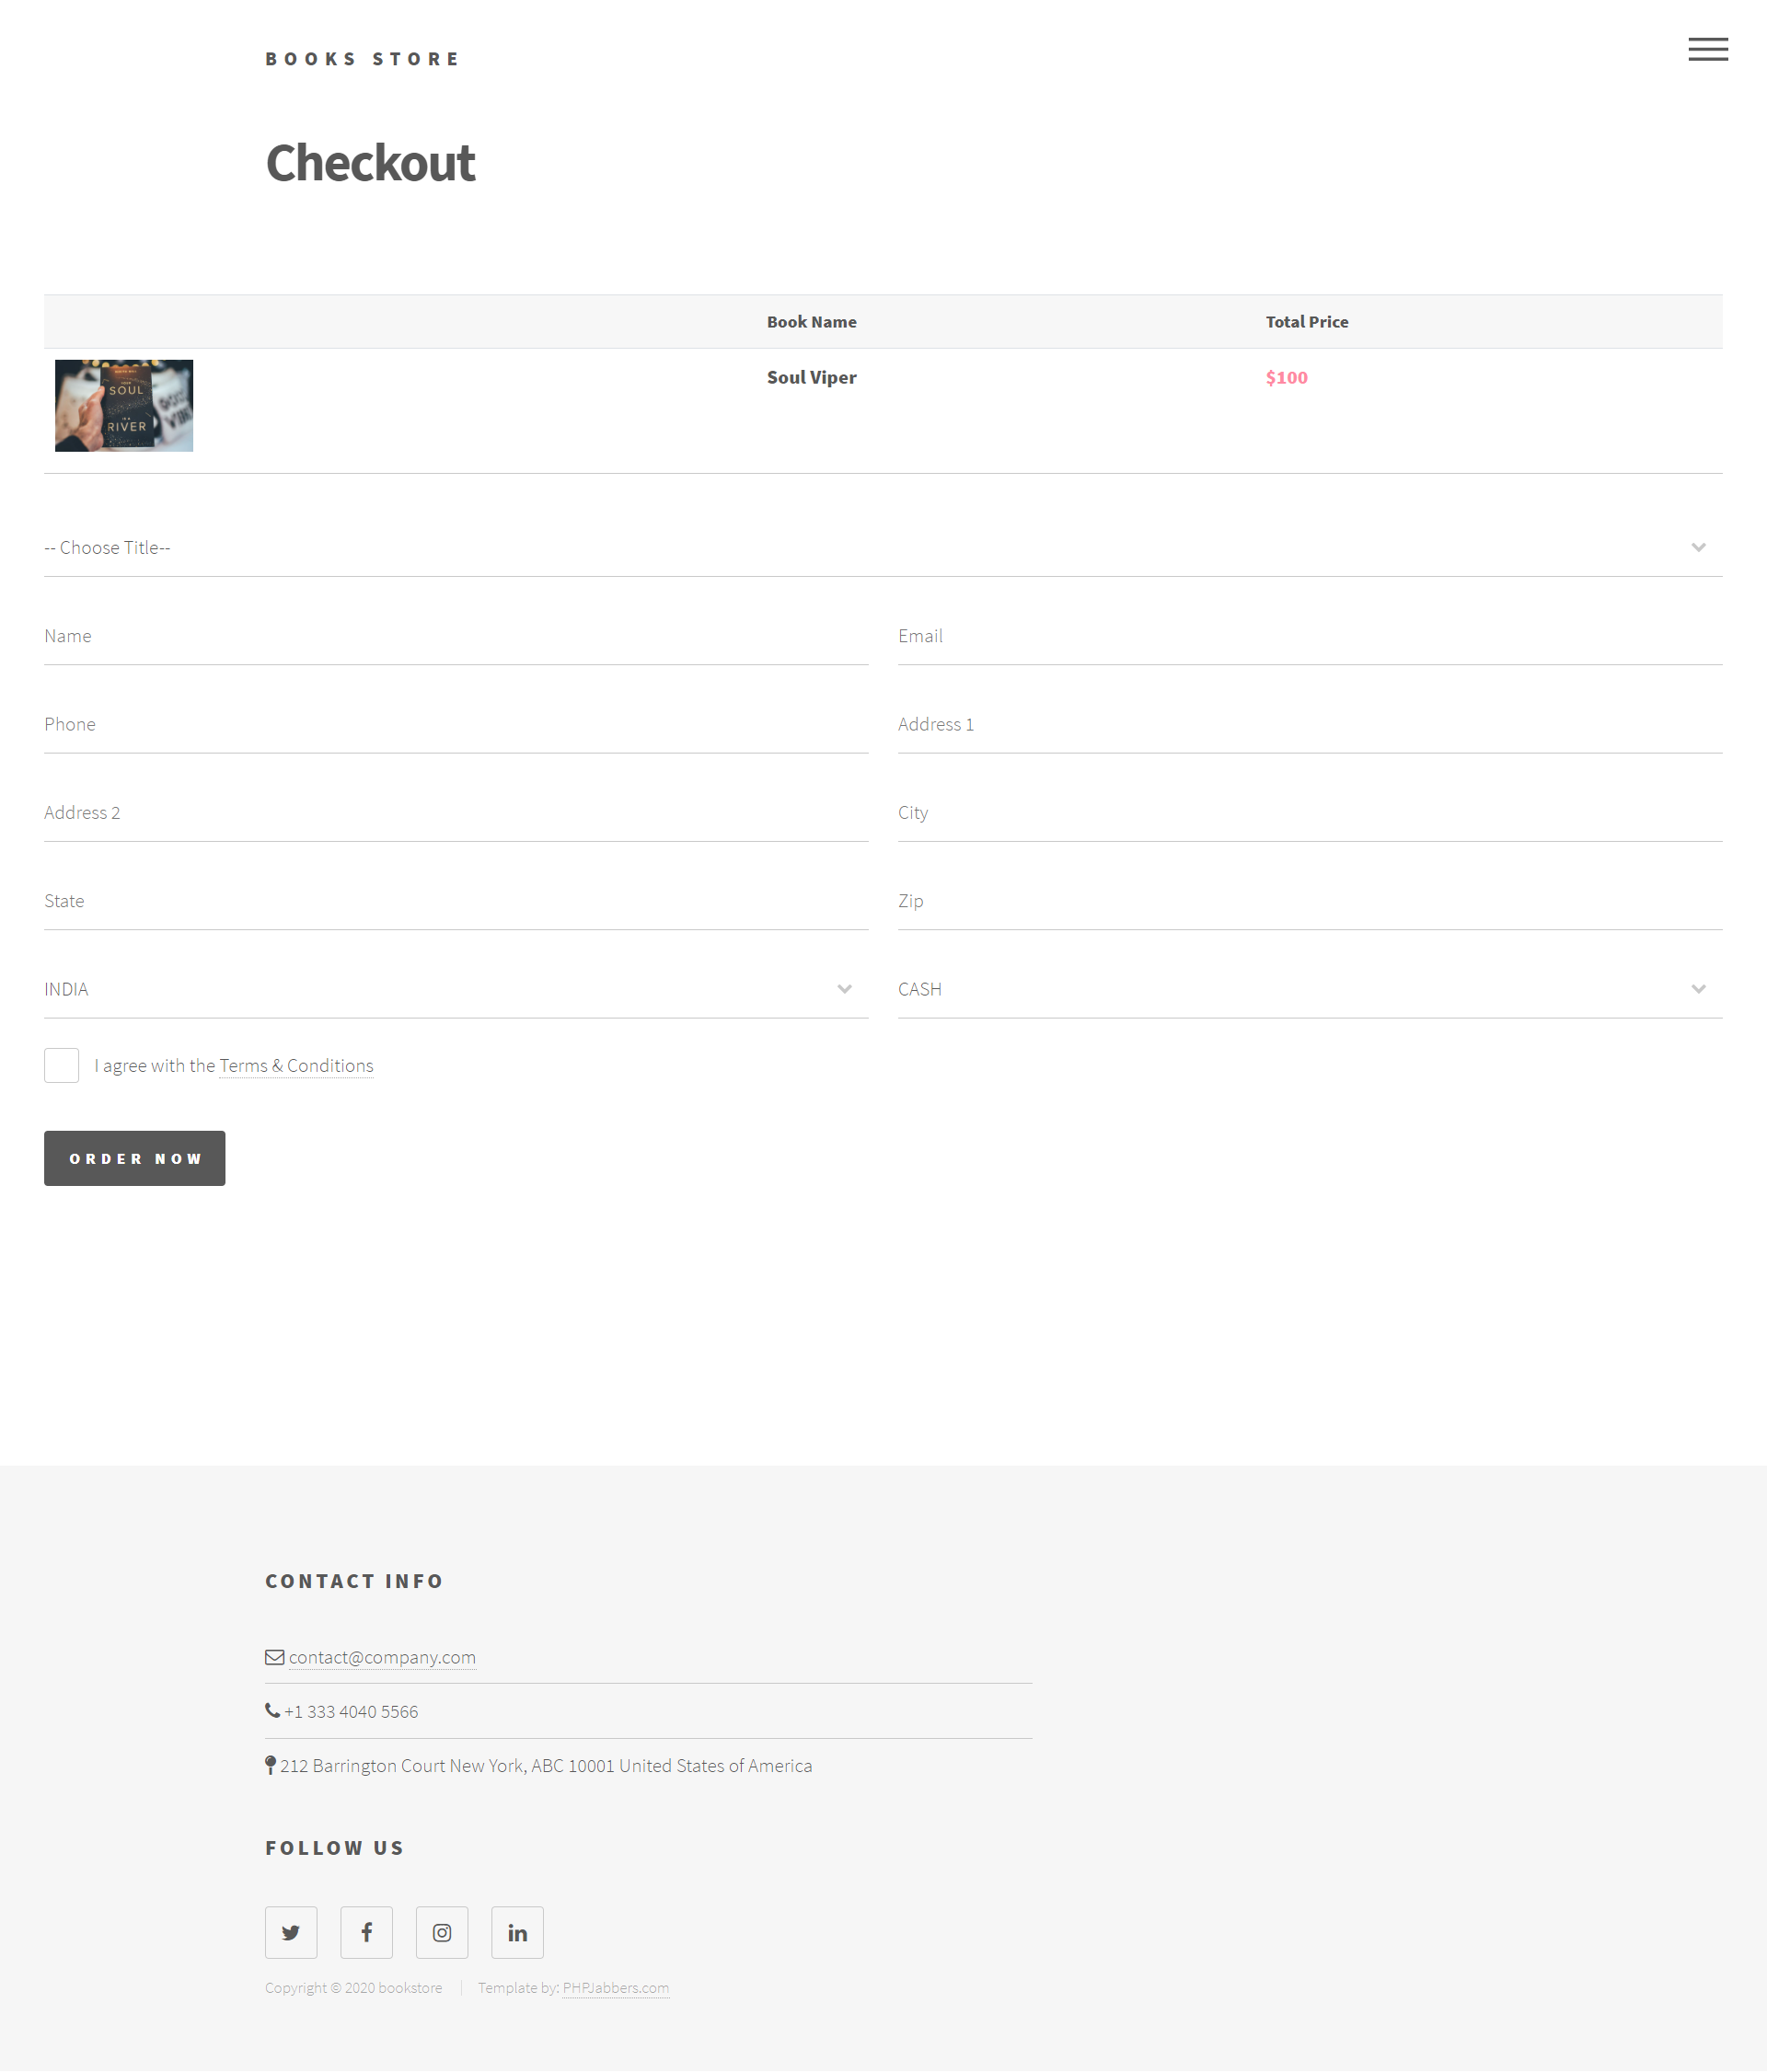 BOOKS STORE
Checkout
Book Name Total Price
SOUL
RIVER
Soul Viper $100
-- Choose Title--
Name Email
Phone Address 1
Address 2 City
State Zip
INDIA CASH
I agree with the Terms & Conditions
ORDER NOW
CONTACT INFO
contact@company.com
+1 333 4040 5566
212 Barrington Court New York, ABC 10001 United States of America
FOLLOW US
Copyright © 2020 bookstore Template by: PHPJabbers.com